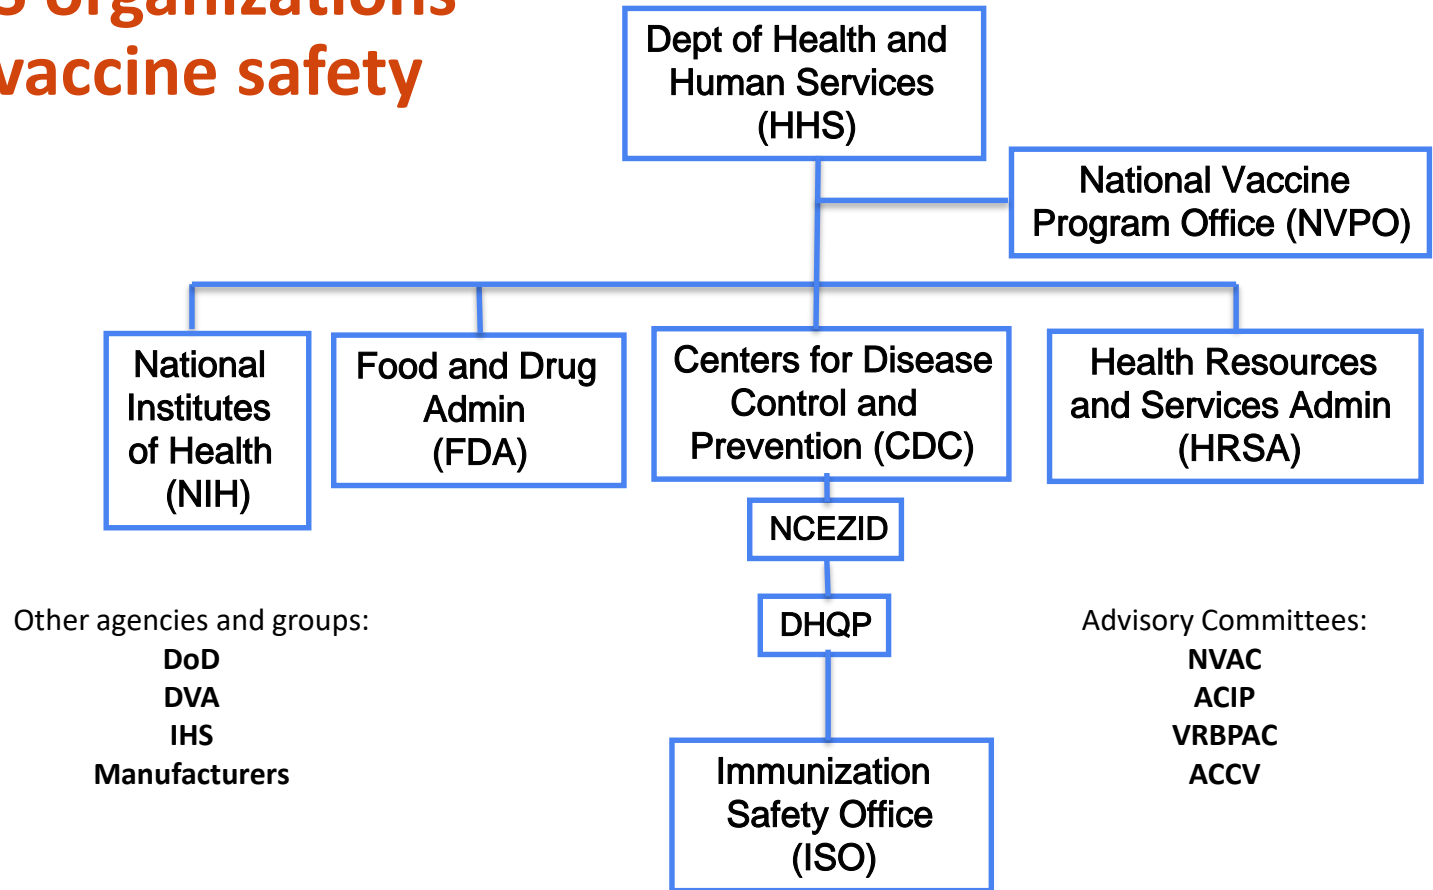 organizations
vaccine safety
Dept of Health and
Human Services
(HHS)
National Vaccine
Program Office (NVPO)
National
Institutes
of Health
(NIH)
Food and Drug
Admin
(FDA)
Centers for Disease
Control and
Prevention (CDC)
Health Resources
and Services Admin
(HRSA)
NCEZID
DHQP
Immunization
Safety Office
(ISO)
Other agencies and groups:
DoD
DVA
IHS
Manufacturers
Advisory Committees:
NVAC
ACIP
VRBPAC
ACCV